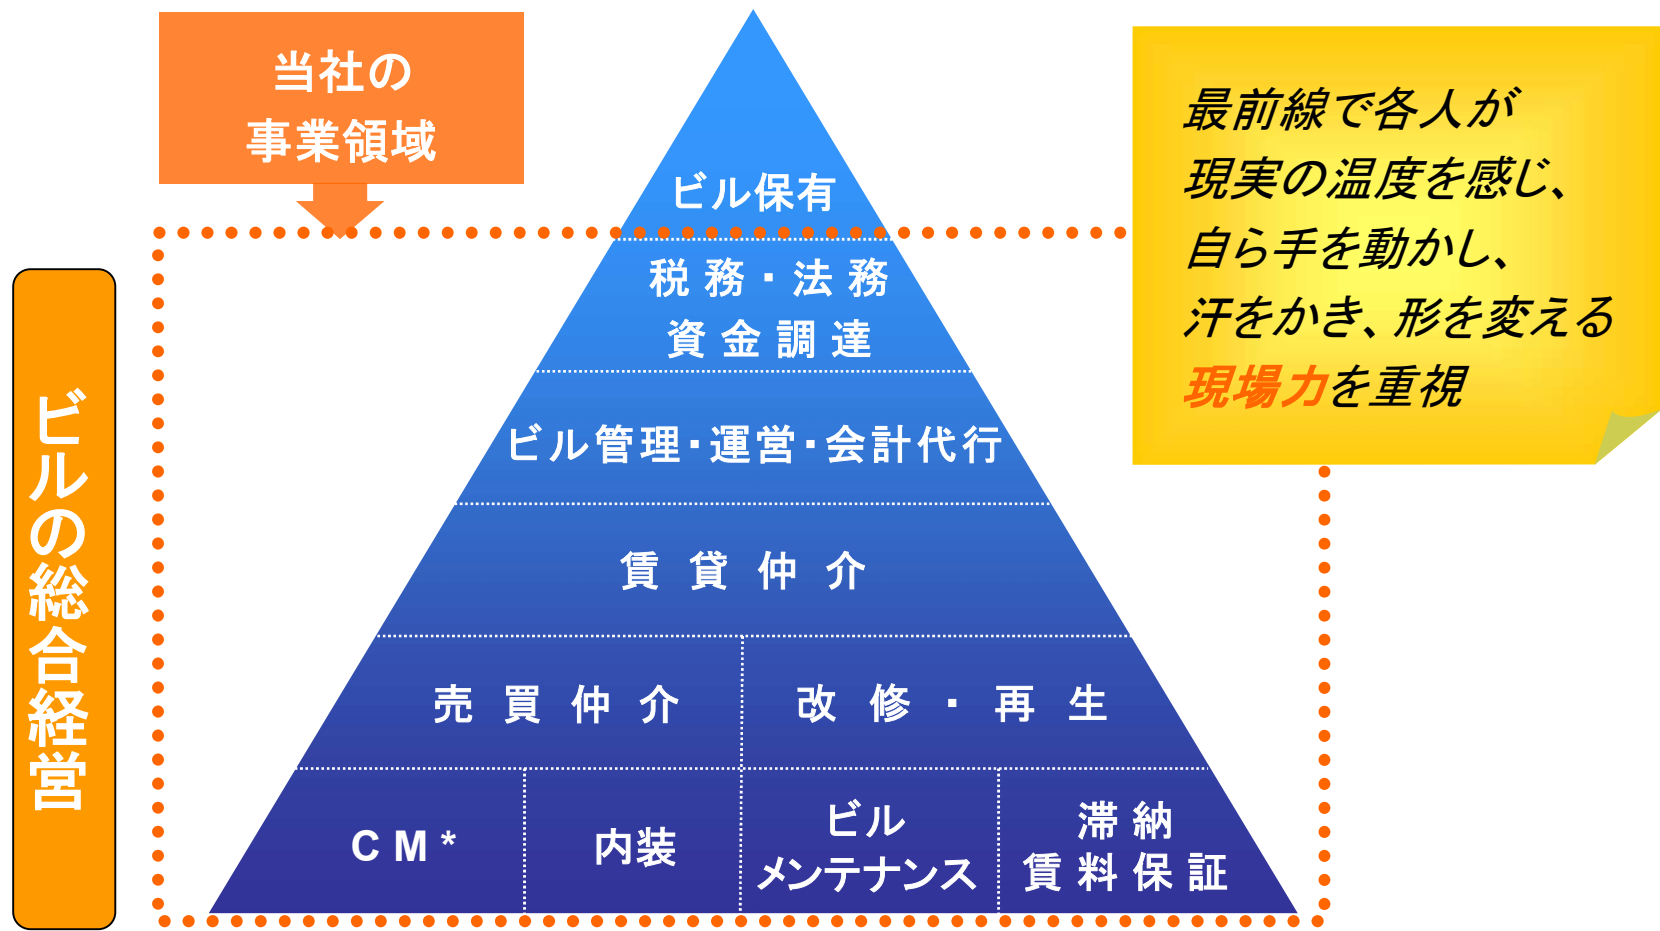 当社の
事業領域
最前線で各人が
現実の温度を感じ、
自ら手を動かし、
汗をかき、形を変える
現場力を重視
ビルの総合経営
ビル保有
税務・法務
資金調達
ビル管理・運営・会計代行
賃貸仲介
売買仲介
改修・再生
CM*
内装
ビル
メンテナンス
滞納
賃料保証